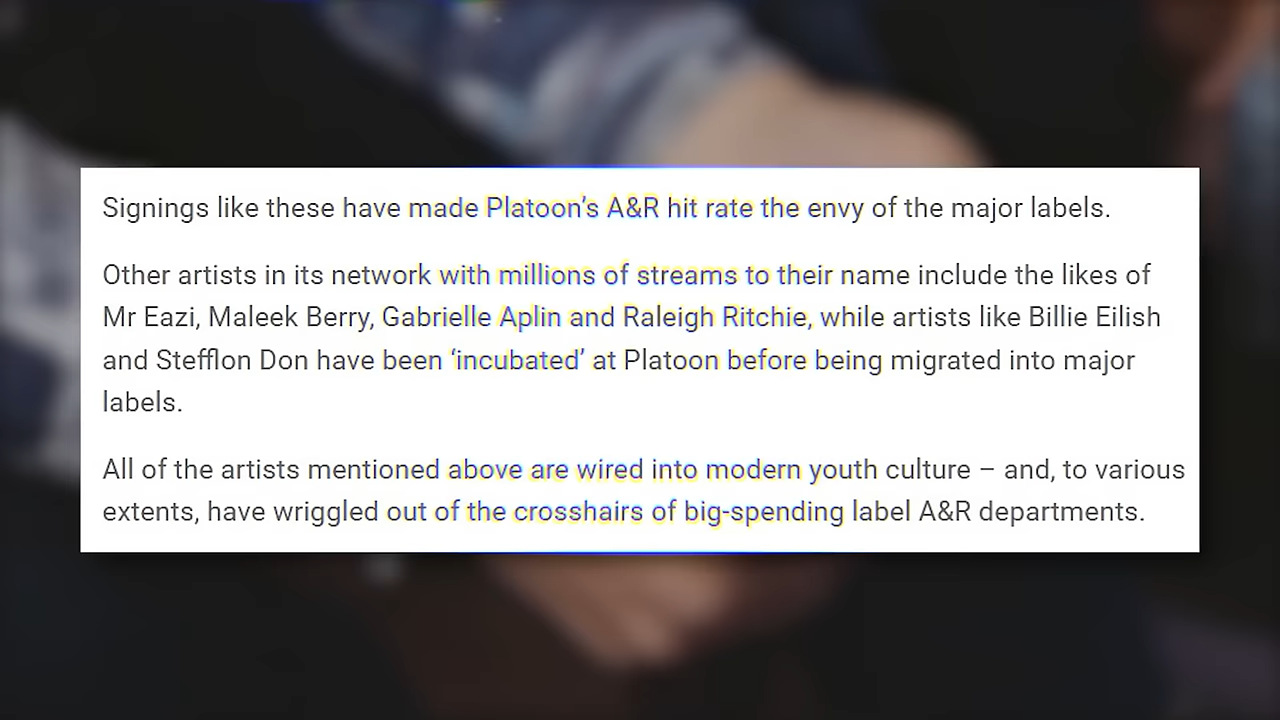 Signings like these have made Platoon’s A&R hit rate the envy of the major labels.
Other artists in its network with millions of streams to their name include the likes of
Mr Eazi, Maleek Berry, Gabrielle Aplin and Raleigh Ritchie, while artists like Billie Eilish
and Stefflon Don have been ‘incubated’ at Platoon before being migrated into major
labels.
All of the artists mentioned above are wired into modern youth culture – and, to various
extents, have wriggled out of the crosshairs of big-spending label A&R departments.